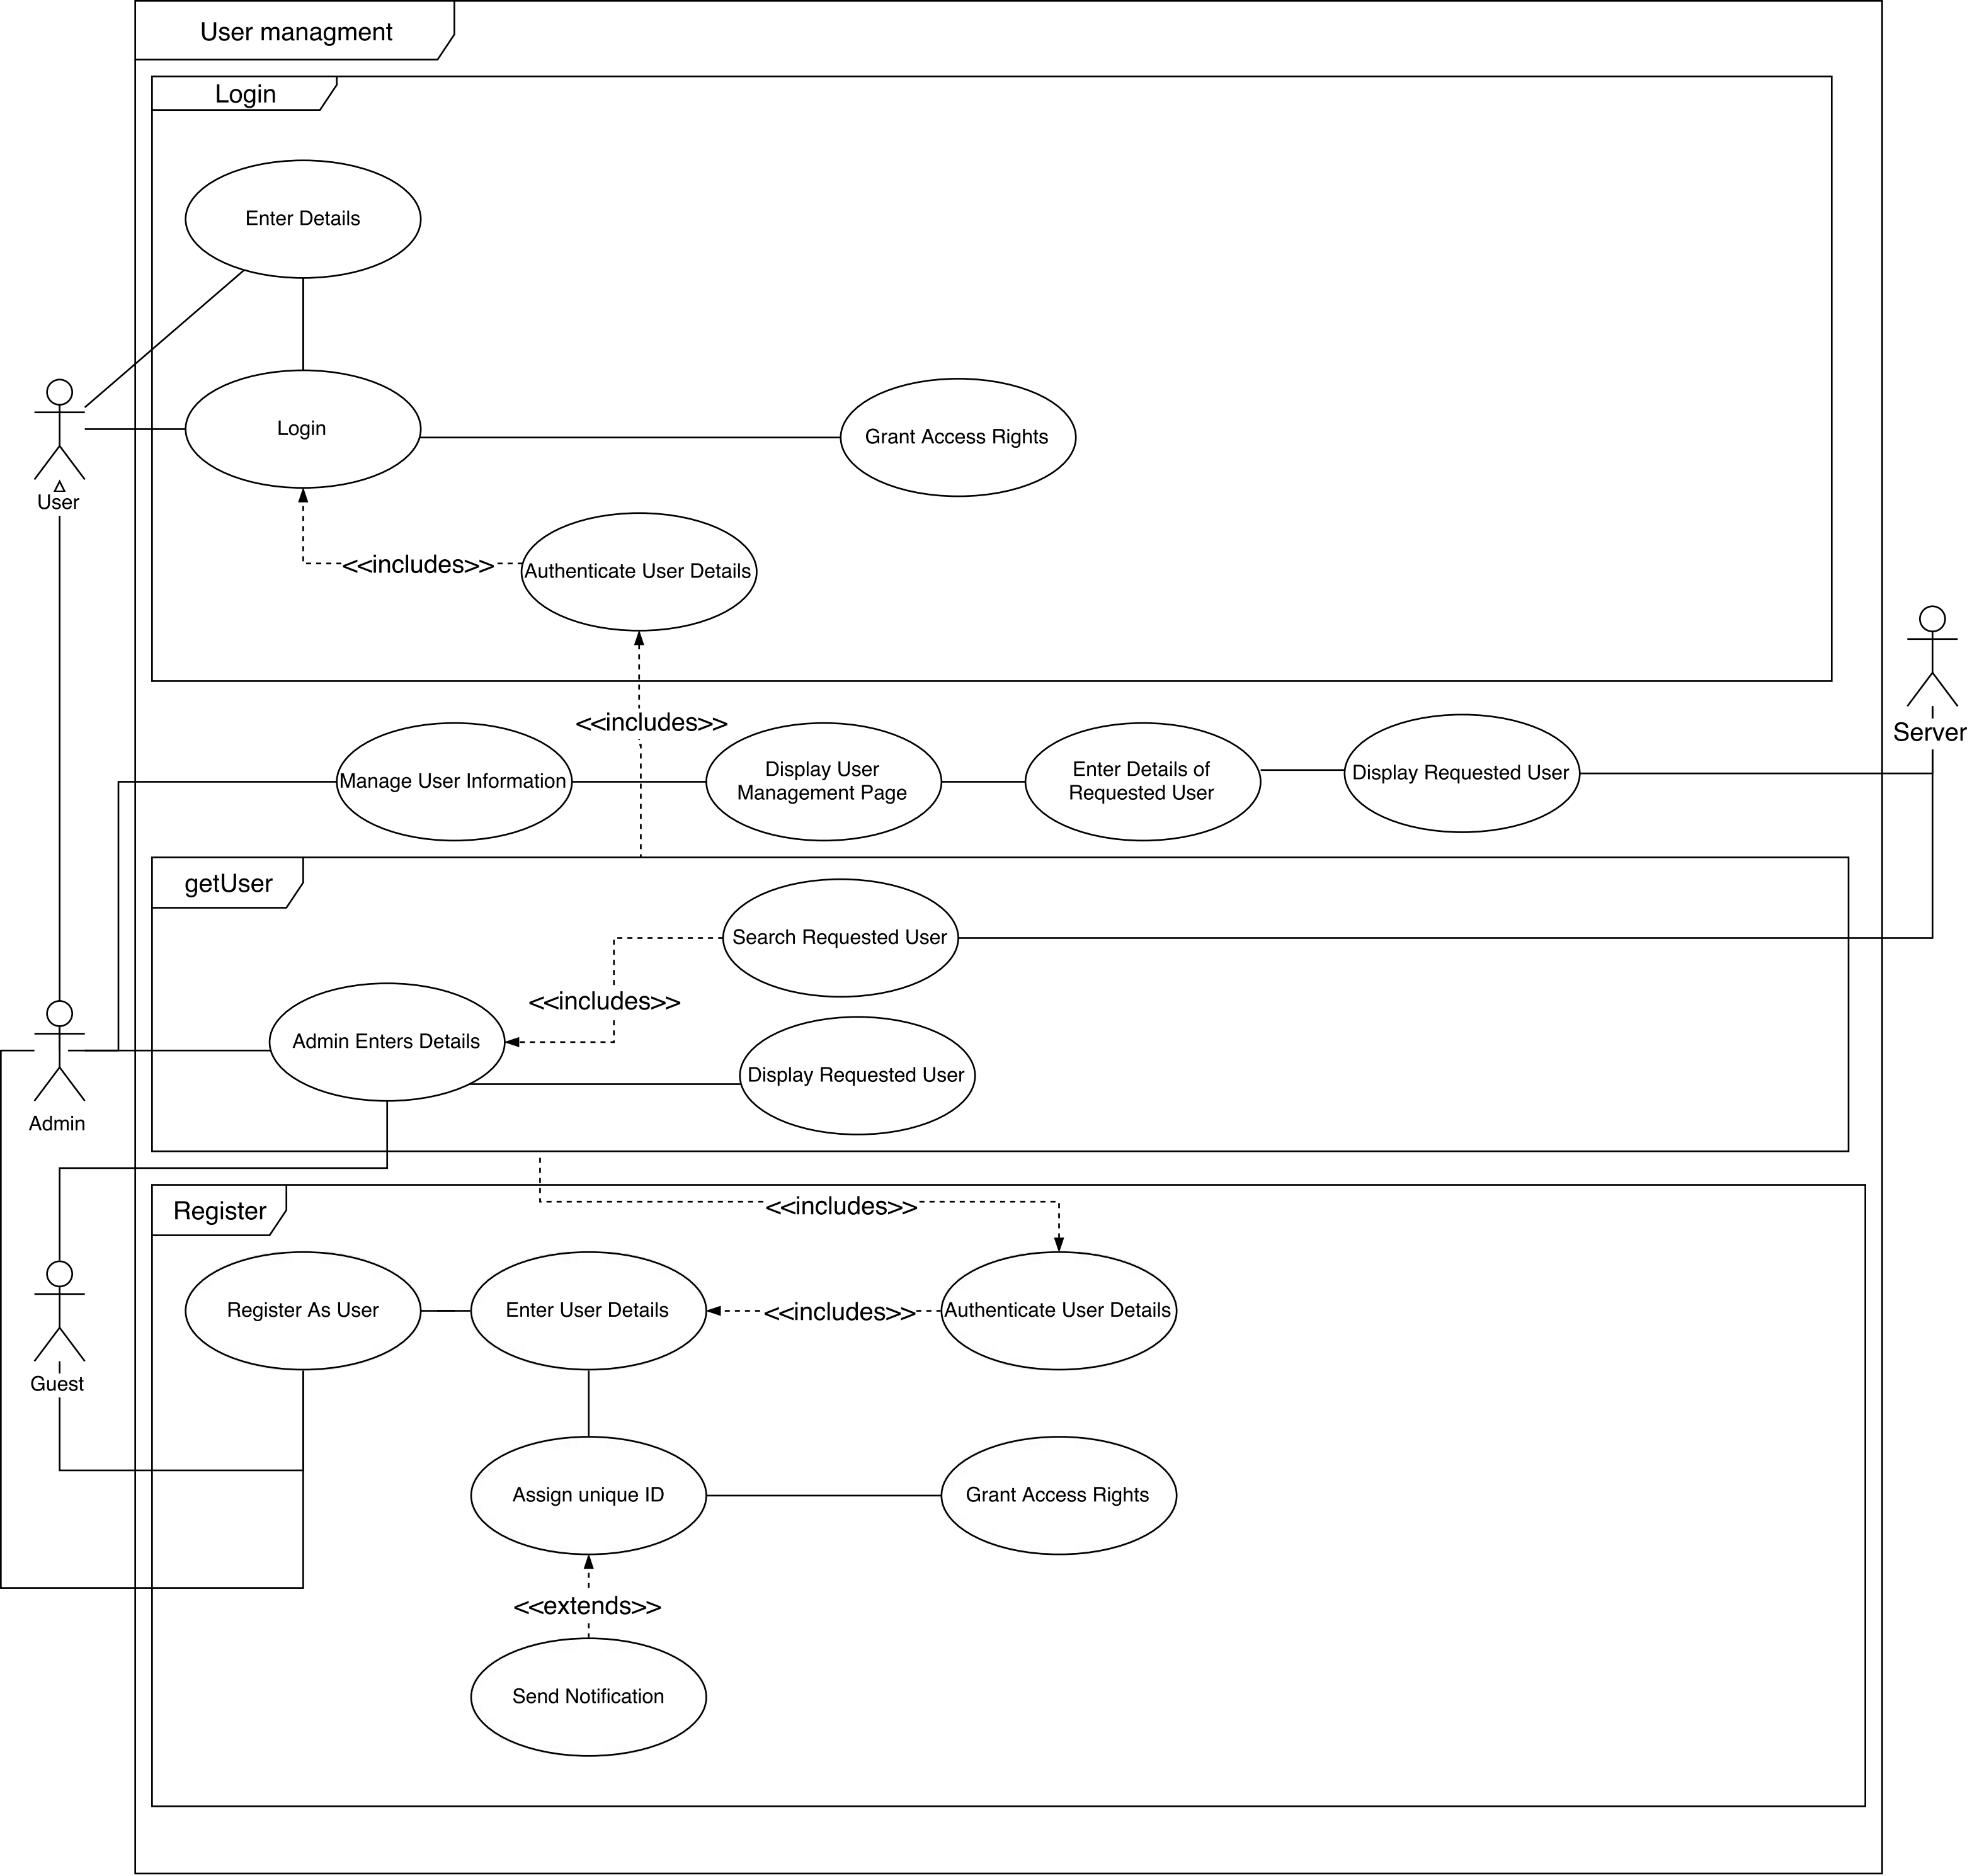 User managment
Login
Enter Details
Login
Grant Access Rights
User
<<includes>>
Authenticate User Details
<<includes>>
Server
Manage User Information
Display User
Management Page
Enter Details of
Requested User
Display Requested User
getUser
Search Requested User
<<includes>>
Admin Enters Details
Display Requested User
Admin
<<includes>>
Register
Register As User
Enter User Details
<<includes>>
Authenticate User Details
Guest
Assign unique ID
Grant Access Rights
<<extends>>
Send Notification